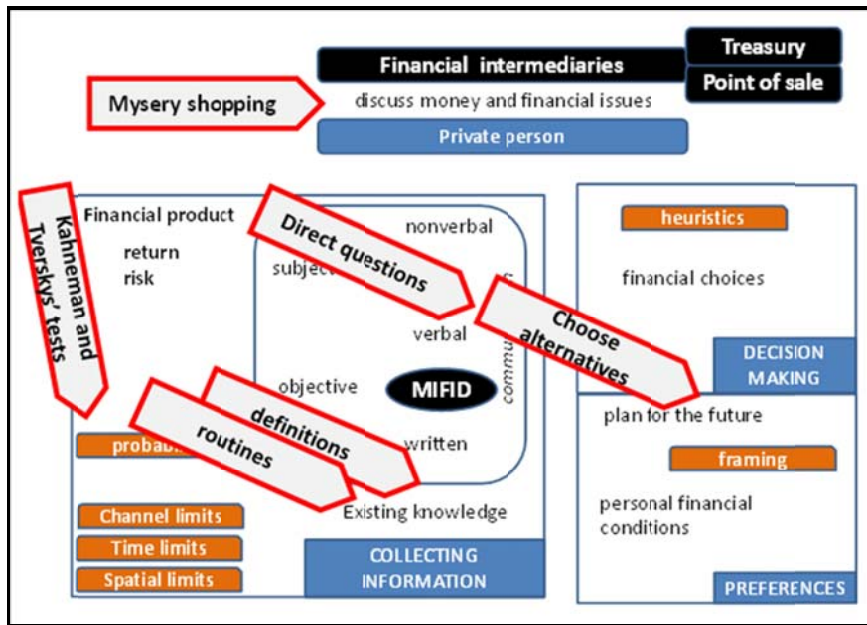 Treasury
Financial intermediaries
Point of sale
Mysery shopping
discuss money and financial issues
Private person
Kahneman and
Tverskys' tests
Financial product
return
risk
Direct questions
nonverbal
verbal
objective
MIFID
definitions
routines
written
Channel limits
Time limits
Spatial limits
Existing knowledge
COLLECTING
INFORMATION
heuristics
financial choices
Choose
alternatives
DECISION
MAKING
plan for the future
framing
personal financial
conditions
PREFERENCES